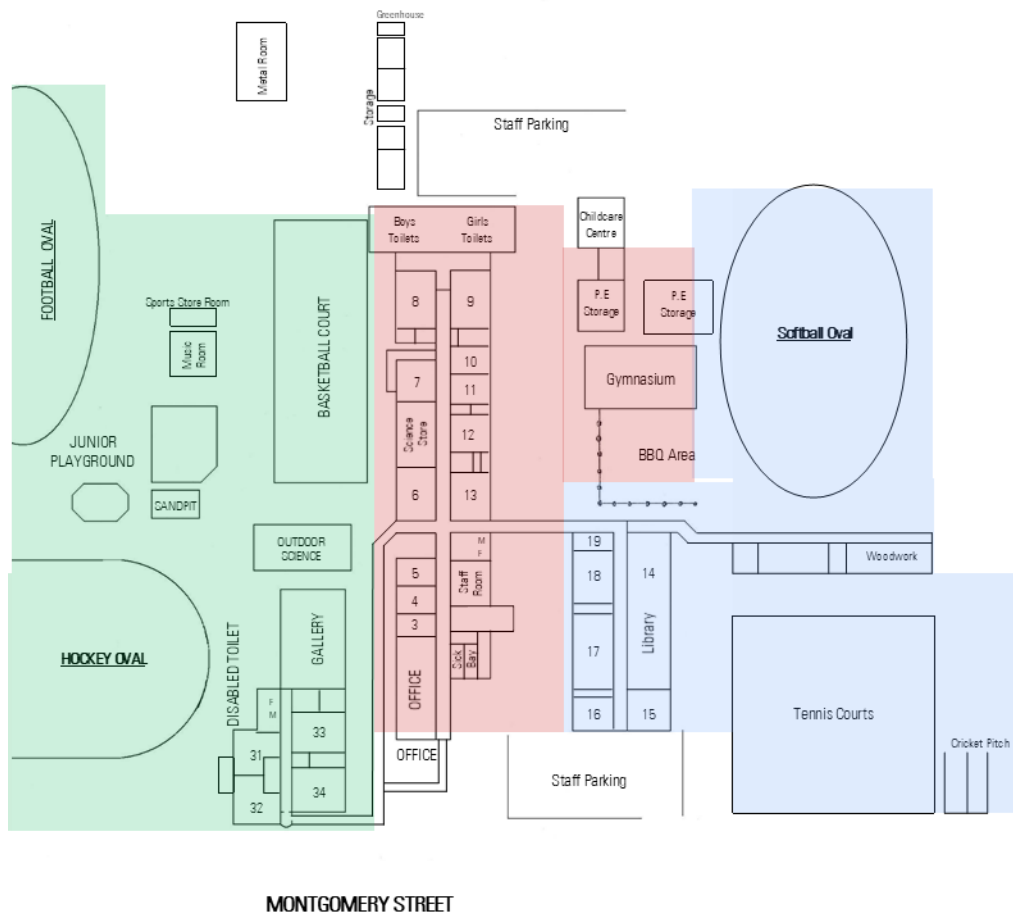 Greenhouse
Metal Room
Storage
Staff Parking
Boys
Toilets
Girls
Toilets
Childcare
Centre
FOOTBALL OVAL
BASKETBALL COURT
8
9
P.E
Storage
P.E
Storage
Softball Oval
Sports Store Room
Music
Room
10
7
11
Gymnasium
Science
Store
12
JUNIOR
PLAYGROUND
BBQ Area
SANDPIT
6
13
OUTDOOR
SCIENCE
M
F
19
Woodwork
5
Staff
Room
18
14
4
3
GALLERY
Library
HOCKEY OVAL
DISABLED TOILET
Sick
Bay
17
OFFICE
F
M
33
16
15
Tennis Courts
31
OFFICE
Cricket Pitch
34
Staff Parking
32
MONTGOMERY STREET